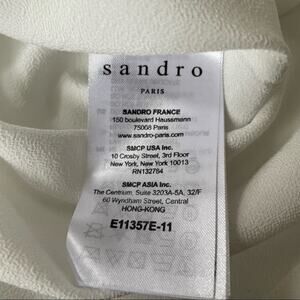 sandro
PARIS
SANDRO FRANCE
150 boulevard Haussmann
75008 Paris
www.sandro-paris.com
SMCP USA Inc.
10 Crosby Street, 3rd Floor
New York, New York 10013
RN132784
SMCP ASIA Inc.
The Centrium, Suite 3203A-5A, 32/F
60 Wyndham Street, Central
HONG-KONG
E11357E-11